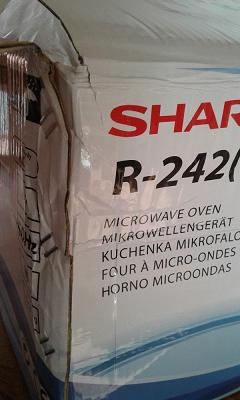 SHAR
R-242(
MICROWAVE OVEN
MIKROWELLENGERÄT
KUCHENKA MIKROFALO
FOUR À MICRO-ONDES
HORNO MICROONDAS